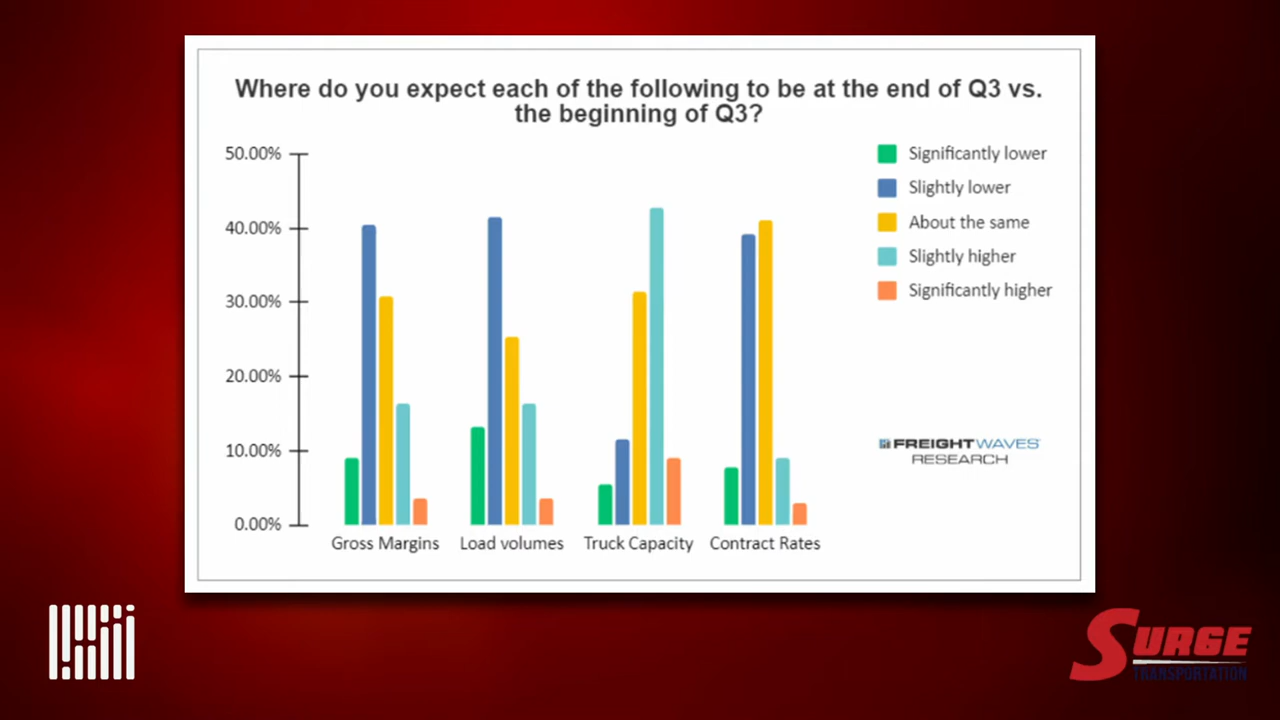 Where do you expect each of the following to be at the end of Q3 vs.
the beginning of Q3?
50.00%
40.00%
30.00%
20.00%
10.00%
0.00%
Gross Margins
Load volumes
Truck Capacity
Contract Rates
Significantly lower
Slightly lower
About the same
Slightly higher
Significantly higher
FREIGHTWAVES
RESEARCH
SURGE
TRANSPORTATION